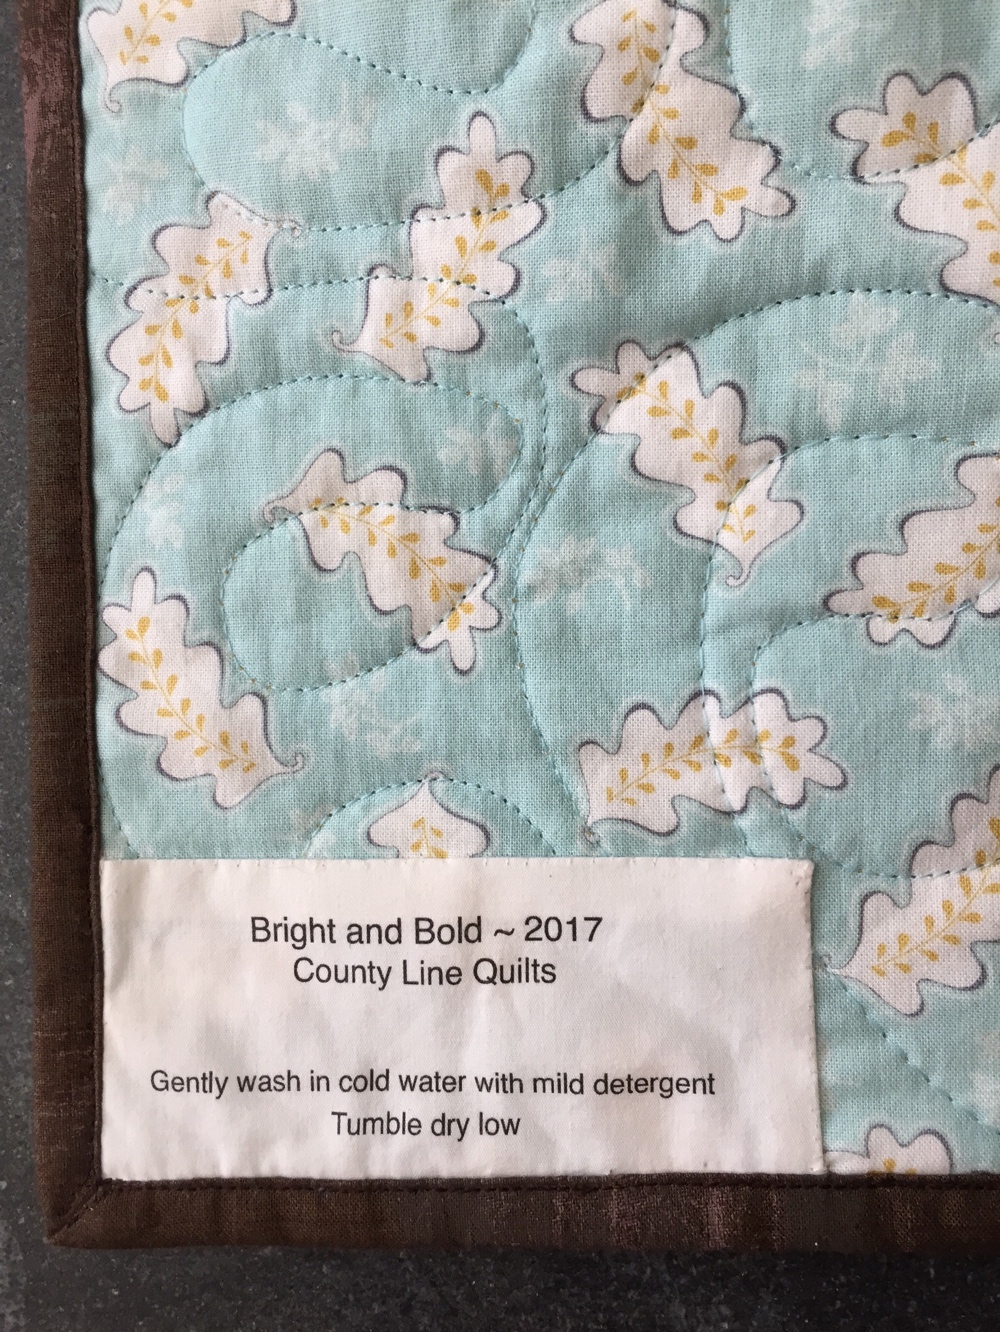 Bright and Bold ~ 2017
County Line Quilts
Gently wash in cold water with mild detergent
Tumble dry low